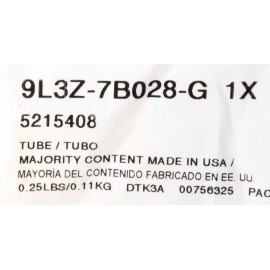 9L3Z-7B028-G 1X
5215408
TUBE / TUBO
MAJORITY CONTENT MADE IN USA /
MAYORÍA DEL CONTENIDO FABRICADO EN EE. UU.
0.25LBS/0.11KG DTK3A 00756325 PAC